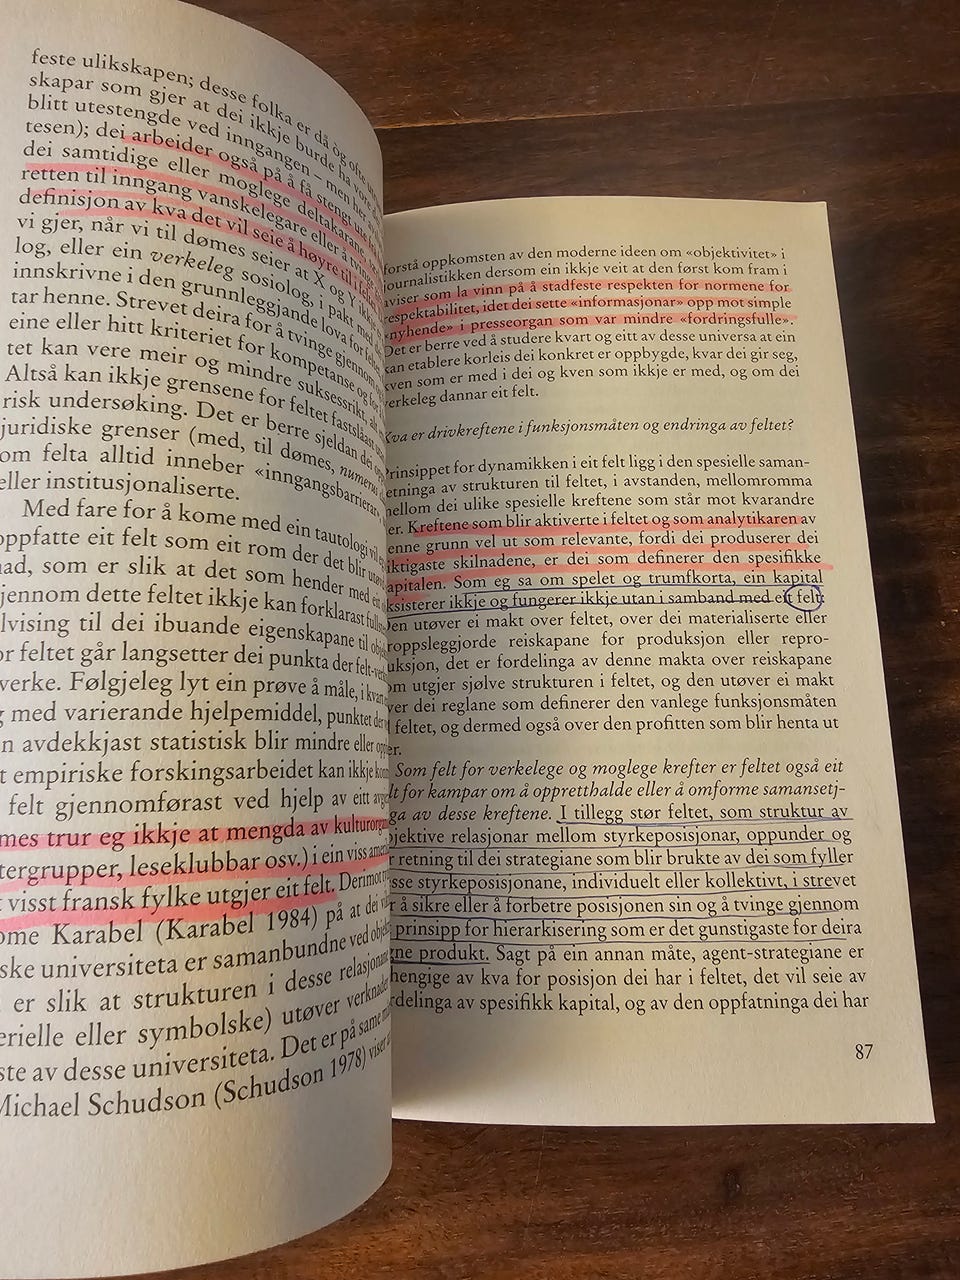 feste ulikskapen; desse folka er då òg ofte
skapar som gjer at dei ikkje burde ha vore
blitt utestengde ved inngangen – men her
tesen); dei arbeider også på å få stengt ute
dei samtidige eller moglege deltakarane,
retten til inngang vanskelegare eller å tvinge
definisjon av kva det vil seie å høyre til i
vi gjer, når vi til dømes seier at X og Y ikkje
log, eller ein verkeleg sosiolog, i pakt med
innskrivne i den grunnleggjande lova for
tar henne. Strevet deira for å tvinge gjennom
eine eller hitt kriteriet for kompetanse og
tet kan vere meir og mindre suksessrikt, alt
Altså kan ikkje grensene for feltet fastslåast
risk undersøking. Det er berre sjeldan dei
juridiske grenser (med, til dømes, numerus
om felta alltid inneber «inngangsbarrierar»
eller institusjonaliserte.
Med fare for å kome med ein tautologi vil
oppfatte eit felt som eit rom der det blir
nad, som er slik at det som hender med
gjennom dette feltet ikkje kan forklarast
lvising til dei ibuande eigenskapane til
for feltet går langsetter dei punkta der
verke. Følgjeleg lyt ein prøve å måle, i
g med varierande hjelpemiddel, punktet der
n avdekkjast statistisk blir mindre eller
t empiriske forskingsarbeidet kan ikkje
felt gjennomførast ved hjelp av eitt
mes trur eg ikkje at mengda av
tergrupper, leseklubbar osv.) i ein viss
t visst fransk fylke utgjer eit felt. Derimot
ome Karabel (Karabel 1984) på at dei
ske universiteta er samanbundne ved
er slik at strukturen i desse
erielle eller symbolske) utøver
ste av desse universiteta. Det er på same
Michael Schudson (Schudson 1978) viser
forstå oppkomsten av den moderne ideen om «objektivitet» i
journalistikken dersom ein ikkje veit at den først kom fram i
aviser som la vinn på å stadfeste respekten for normene for
respektabilitet, idet dei sette «informasjonar» opp mot simple
«nyhende» i presseorgan som var mindre «fordringsfulle».
Det er berre ved å studere kvart og eitt av desse universa at ein
kan etablere korleis dei konkret er oppbygde, kvar dei gir seg,
kven som er med i dei og kven som ikkje er med, og om dei
verkeleg dannar eit felt.
Kva er drivkreftene i funksjonsmåten og endringa av feltet?
Prinsippet for dynamikken i eit felt ligg i den spesielle saman-
setninga av strukturen til feltet, i avstanden, mellomromma
mellom dei ulike spesielle kreftene som står mot kvarandre
her. Kreftene som blir aktiverte i feltet og som analytikaren av
denne grunn vel ut som relevante, fordi dei produserer dei
viktigaste skilnadene, er dei som definerer den spesifikke
kapitalen. Som eg sa om spelet og trumfkorta, ein kapital
eksisterer ikkje og fungerer ikkje utan i samband med eit felt.
Den utøver ei makt over feltet, over dei materialiserte eller
kroppsleggjorde reiskapane for produksjon eller repro-
duksjon, det er fordelinga av denne makta over reiskapane
som utgjer sjølve strukturen i feltet, og den utøver ei makt
over dei reglane som definerer den vanlege funksjonsmåten
i feltet, og dermed også over den profitten som blir henta ut
her.
Som felt for verkelege og moglege krefter er feltet også eit
felt for kampar om å oppretthalde eller å omforme samansetj-
inga av desse kreftene. I tillegg stør feltet, som struktur av
objektive relasjonar mellom styrkeposisjonar, oppunder og
gir retning til dei strategiane som blir brukte av dei som fyller
desse styrkeposisjonane, individuelt eller kollektivt, i strevet
for å sikre eller å forbetre posisjonen sin og å tvinge gjennom
prinsipp for hierarkisering som er det gunstigaste for deira
eigne produkt. Sagt på ein annan måte, agent-strategiane er
avhengige av kva for posisjon dei har i feltet, det vil seie av
fordelinga av spesifikk kapital, og av den oppfatninga dei har
87